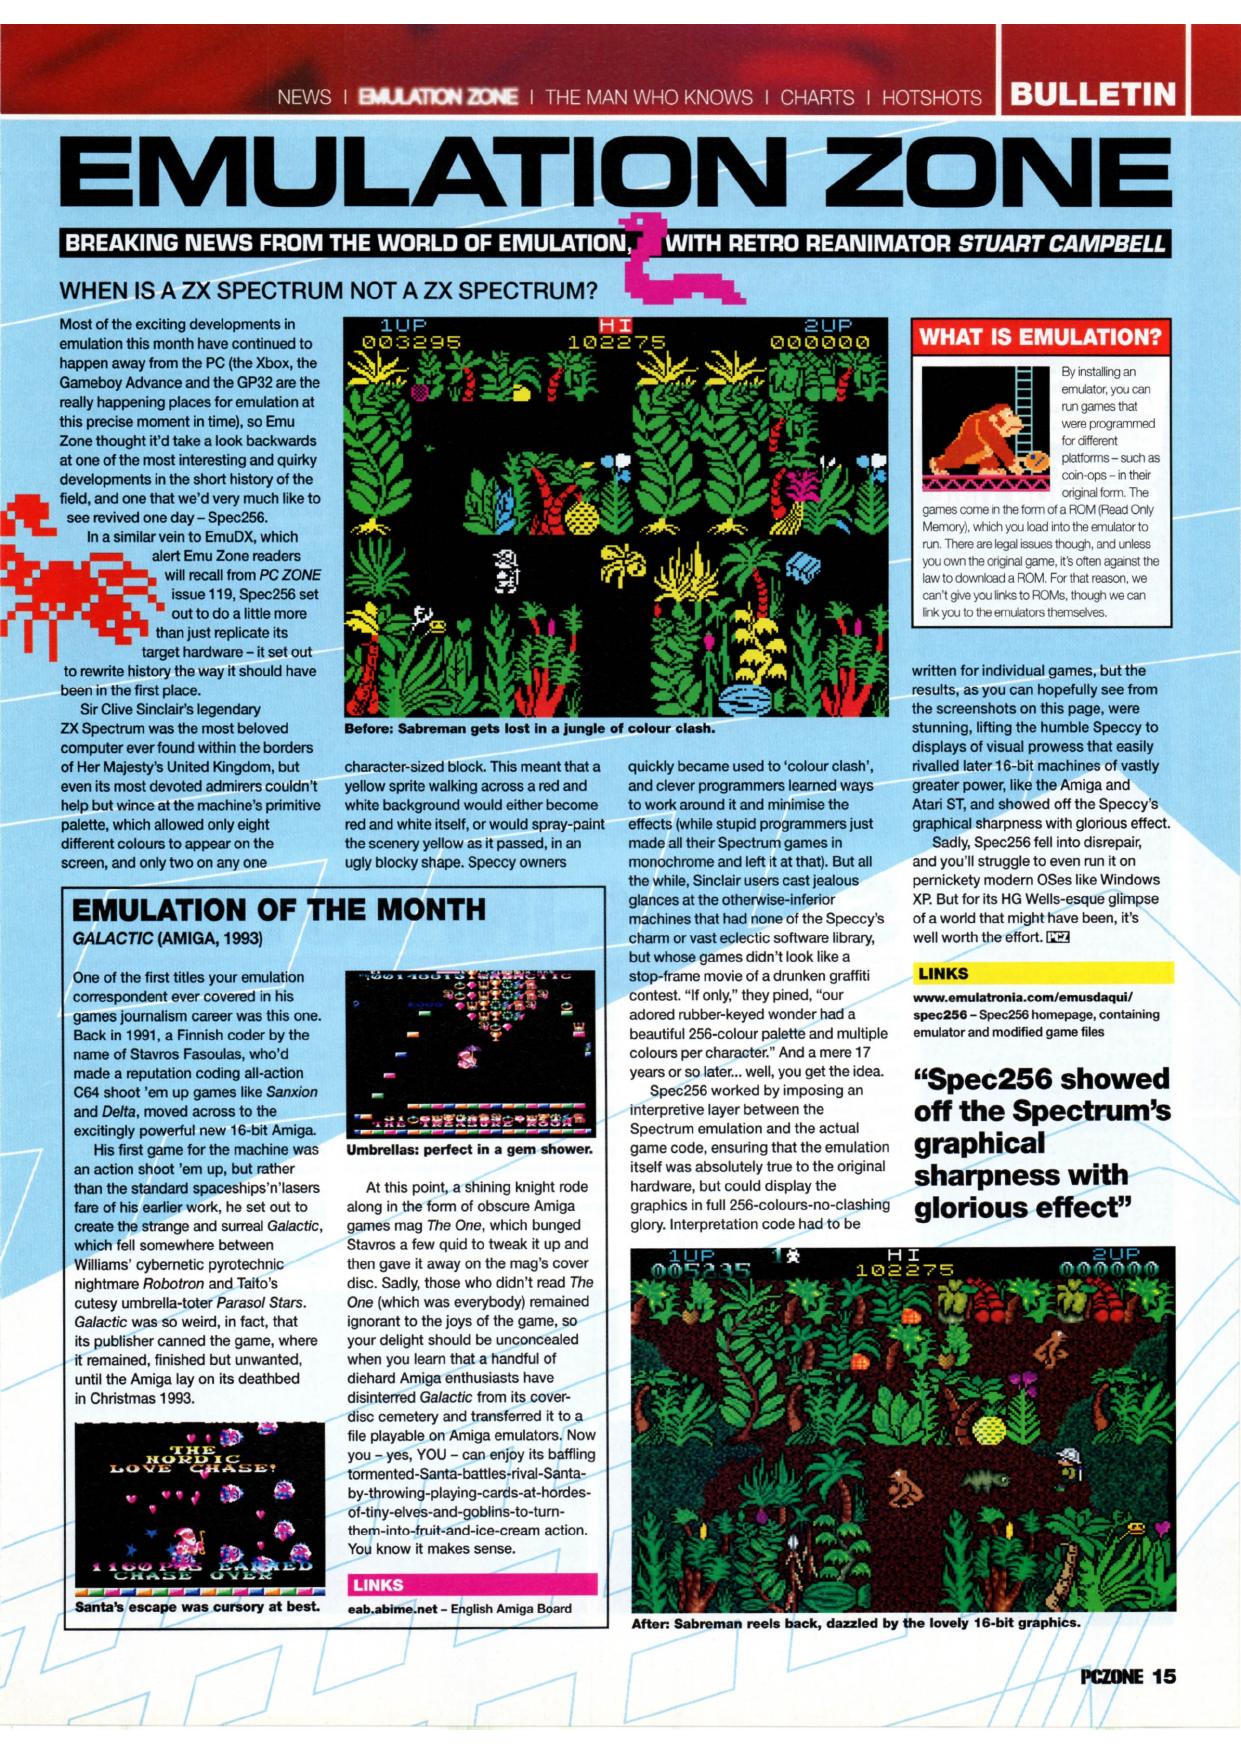 NEWS | EMULATION ZONE | THE MAN WHO KNOWS | CHARTS | HOTSHOTS
BULLETIN
EMULATION ZONE
BREAKING NEWS FROM THE WORLD OF EMULATION, WITH RETRO REANIMATOR STUART CAMPBELL
WHEN IS A ZX SPECTRUM NOT A ZX SPECTRUM?
Most of the exciting developments in
emulation this month have continued to
happen away from the PC (the Xbox, the
Gameboy Advance and the GP32 are the
really happening places for emulation at
this precise moment in time), so Emu
Zone thought it'd take a look backwards
at one of the most interesting and quirky
developments in the short history of the
field, and one that we'd very much like to
see revived one day – Spec256.
In a similar vein to EmuDX, which
alert Emu Zone readers
will recall from PC ZONE
issue 119, Spec256 set
out to do a little more
than just replicate its
target hardware – it set out
to rewrite history the way it should have
been in the first place.
Sir Clive Sinclair's legendary
ZX Spectrum was the most beloved
computer ever found within the borders
of Her Majesty's United Kingdom, but
even its most devoted admirers couldn't
help but wince at the machine's primitive
palette, which allowed only eight
different colours to appear on the
screen, and only two on any one
1UP HI 2UP
003295 102275 000000
Before: Sabreman gets lost in a jungle of colour clash.
character-sized block. This meant that a
yellow sprite walking across a red and
white background would either become
red and white itself, or would spray-paint
the scenery yellow as it passed, in an
ugly blocky shape. Speccy owners
quickly became used to 'colour clash',
and clever programmers learned ways
to work around it and minimise the
effects (while stupid programmers just
made all their Spectrum games in
monochrome and left it at that). But all
the while, Sinclair users cast jealous
glances at the otherwise-inferior
machines that had none of the Speccy's
charm or vast eclectic software library,
but whose games didn't look like a
stop-frame movie of a drunken graffiti
contest. "If only," they pined, "our
adored rubber-keyed wonder had a
beautiful 256-colour palette and multiple
colours per character." And a mere 17
years or so later... well, you get the idea.
Spec256 worked by imposing an
interpretive layer between the
Spectrum emulation and the actual
game code, ensuring that the emulation
itself was absolutely true to the original
hardware, but could display the
graphics in full 256-colours-no-clashing
glory. Interpretation code had to be
WHAT IS EMULATION?
By installing an
emulator, you can
run games that
were programmed
for different
platforms – such as
coin-ops – in their
original form. The
games come in the form of a ROM (Read Only
Memory), which you load into the emulator to
run. There are legal issues though, and unless
you own the original game, it's often against the
law to download a ROM. For that reason, we
can't give you links to ROMs, though we can
link you to the emulators themselves.
written for individual games, but the
results, as you can hopefully see from
the screenshots on this page, were
stunning, lifting the humble Speccy to
displays of visual prowess that easily
rivalled later 16-bit machines of vastly
greater power, like the Amiga and
Atari ST, and showed off the Speccy's
graphical sharpness with glorious effect.
Sadly, Spec256 fell into disrepair,
and you'll struggle to even run it on
pernickety modern OSes like Windows
XP. But for its HG Wells-esque glimpse
of a world that might have been, it's
well worth the effort. PCZ
LINKS
www.emulatronia.com/emusdaqui/
spec256 – Spec256 homepage, containing
emulator and modified game files
"Spec256 showed
off the Spectrum's
graphical
sharpness with
glorious effect"
1UP 1 HI 2UP
005235 102275 000000
After: Sabreman reels back, dazzled by the lovely 16-bit graphics.
EMULATION OF THE MONTH
GALACTIC (AMIGA, 1993)
One of the first titles your emulation
correspondent ever covered in his
games journalism career was this one.
Back in 1991, a Finnish coder by the
name of Stavros Fasoulas, who'd
made a reputation coding all-action
C64 shoot 'em up games like Sanxion
and Delta, moved across to the
excitingly powerful new 16-bit Amiga.
His first game for the machine was
an action shoot 'em up, but rather
than the standard spaceships'n'lasers
fare of his earlier work, he set out to
create the strange and surreal Galactic,
which fell somewhere between
Williams' cybernetic pyrotechnic
nightmare Robotron and Taito's
cutesy umbrella-toter Parasol Stars.
Galactic was so weird, in fact, that
its publisher canned the game, where
it remained, finished but unwanted,
until the Amiga lay on its deathbed
in Christmas 1993.
THE
NORDIC
LOVE CHASE!
1160 PTS EARNED
CHASE OVER
Santa's escape was cursory at best.
Umbrellas: perfect in a gem shower.
At this point, a shining knight rode
along in the form of obscure Amiga
games mag The One, which bunged
Stavros a few quid to tweak it up and
then gave it away on the mag's cover
disc. Sadly, those who didn't read The
One (which was everybody) remained
ignorant to the joys of the game, so
your delight should be unconcealed
when you learn that a handful of
diehard Amiga enthusiasts have
disinterred Galactic from its cover-
disc cemetery and transferred it to a
file playable on Amiga emulators. Now
you – yes, YOU – can enjoy its baffling
tormented-Santa-battles-rival-Santa-
by-throwing-playing-cards-at-hordes-
of-tiny-elves-and-goblins-to-turn-
them-into-fruit-and-ice-cream action.
You know it makes sense.
LINKS
eab.abime.net – English Amiga Board
PCZONE 15